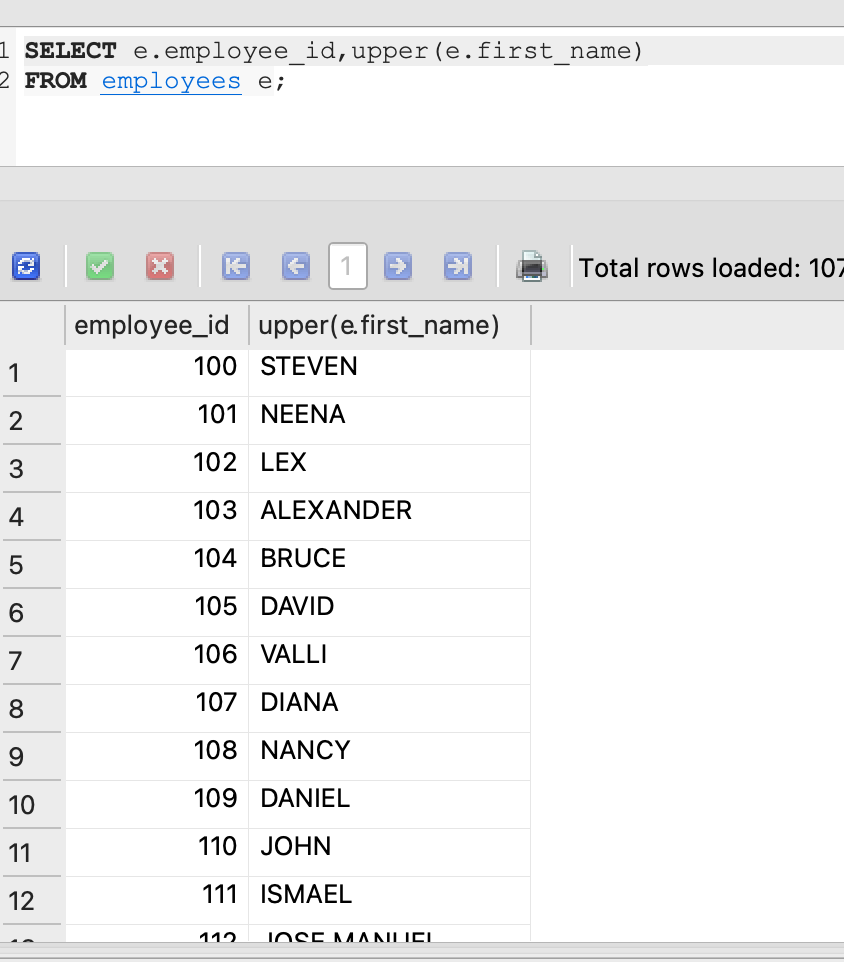 1 SELECT e.employee_id,upper(e.first_name)
2 FROM employees e;
1 Total rows loaded: 107
employee_id upper(e.first_name)
1 100 STEVEN
2 101 NEENA
3 102 LEX
4 103 ALEXANDER
5 104 BRUCE
6 105 DAVID
7 106 VALLI
8 107 DIANA
9 108 NANCY
10 109 DANIEL
11 110 JOHN
12 111 ISMAEL
112 JOSE MANUEL